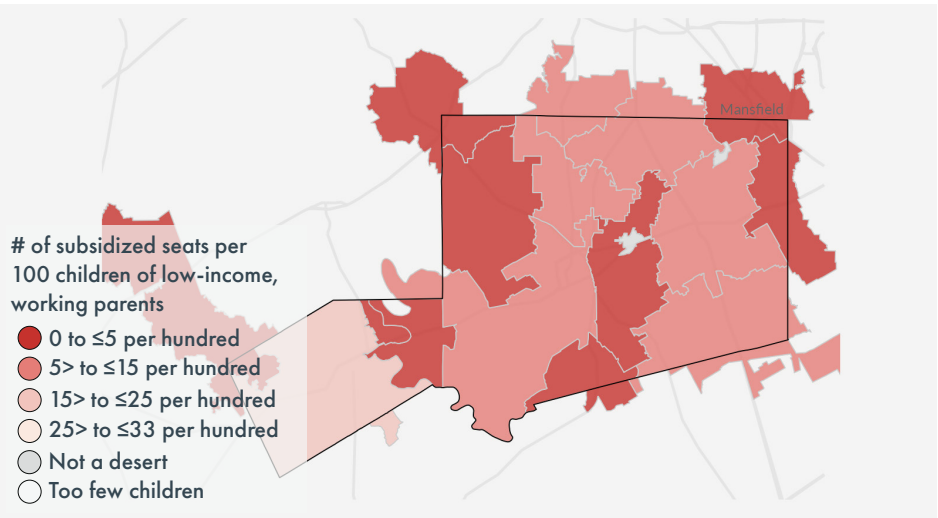 Mansfield
# of subsidized seats per
100 children of low-income,
working parents
0 to ≤5 per hundred
5> to ≤15 per hundred
15> to ≤25 per hundred
25> to ≤33 per hundred
Not a desert
Too few children